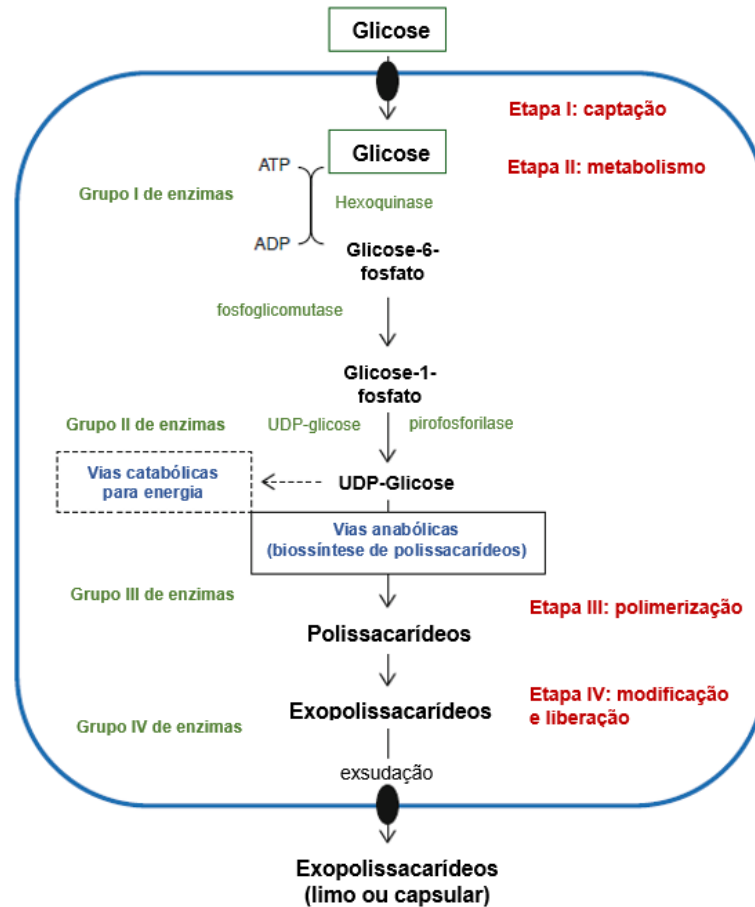 Glicose
Etapa I: captação
Glicose
ATP
Etapa II: metabolismo
Grupo I de enzimas
Hexoquinase
ADP
Glicose-6-
fosfato
fosfoglicomutase
Glicose-1-
fosfato
Grupo II de enzimas
UDP-glicose
pirofosforilase
Vias catabólicas
para energia
UDP-Glicose
Vias anabólicas
(biossíntese de polissacarídeos)
Grupo III de enzimas
Etapa III: polimerização
Polissacarídeos
Etapa IV: modificação
e liberação
Exopolissacarídeos
Grupo IV de enzimas
exsudação
Exopolissacarídeos
(limo ou capsular)